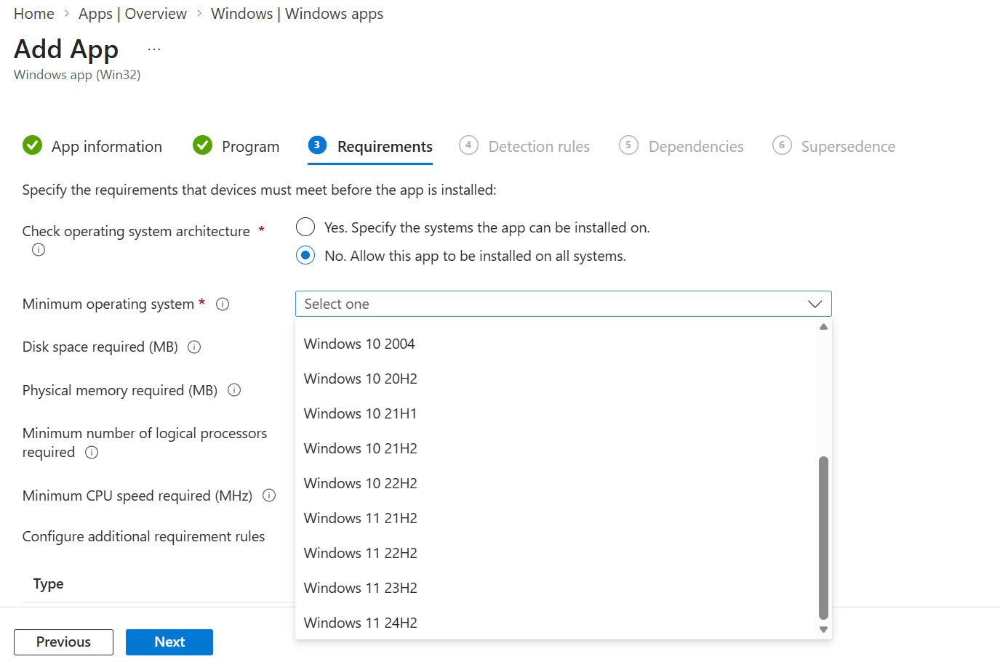 Home > Apps | Overview > Windows | Windows apps
Add App ...
Windows app (Win32)
App information
Program
3 Requirements
4 Detection rules
5 Dependencies
6 Supersedence
Specify the requirements that devices must meet before the app is installed:
Check operating system architecture *
Yes. Specify the systems the app can be installed on.
No. Allow this app to be installed on all systems.
Minimum operating system *
Select one
Windows 10 2004
Windows 10 20H2
Windows 10 21H1
Windows 10 21H2
Windows 10 22H2
Windows 11 21H2
Windows 11 22H2
Windows 11 23H2
Windows 11 24H2
Disk space required (MB)
Physical memory required (MB)
Minimum number of logical processors
required
Minimum CPU speed required (MHz)
Configure additional requirement rules
Type
Previous
Next